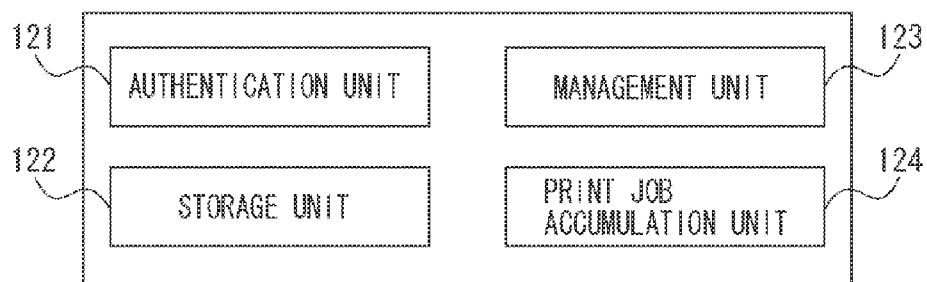 121
AUTHENTICATION UNIT
MANAGEMENT UNIT
123
122
STORAGE UNIT
PRINT JOB
ACCUMULATION UNIT
124